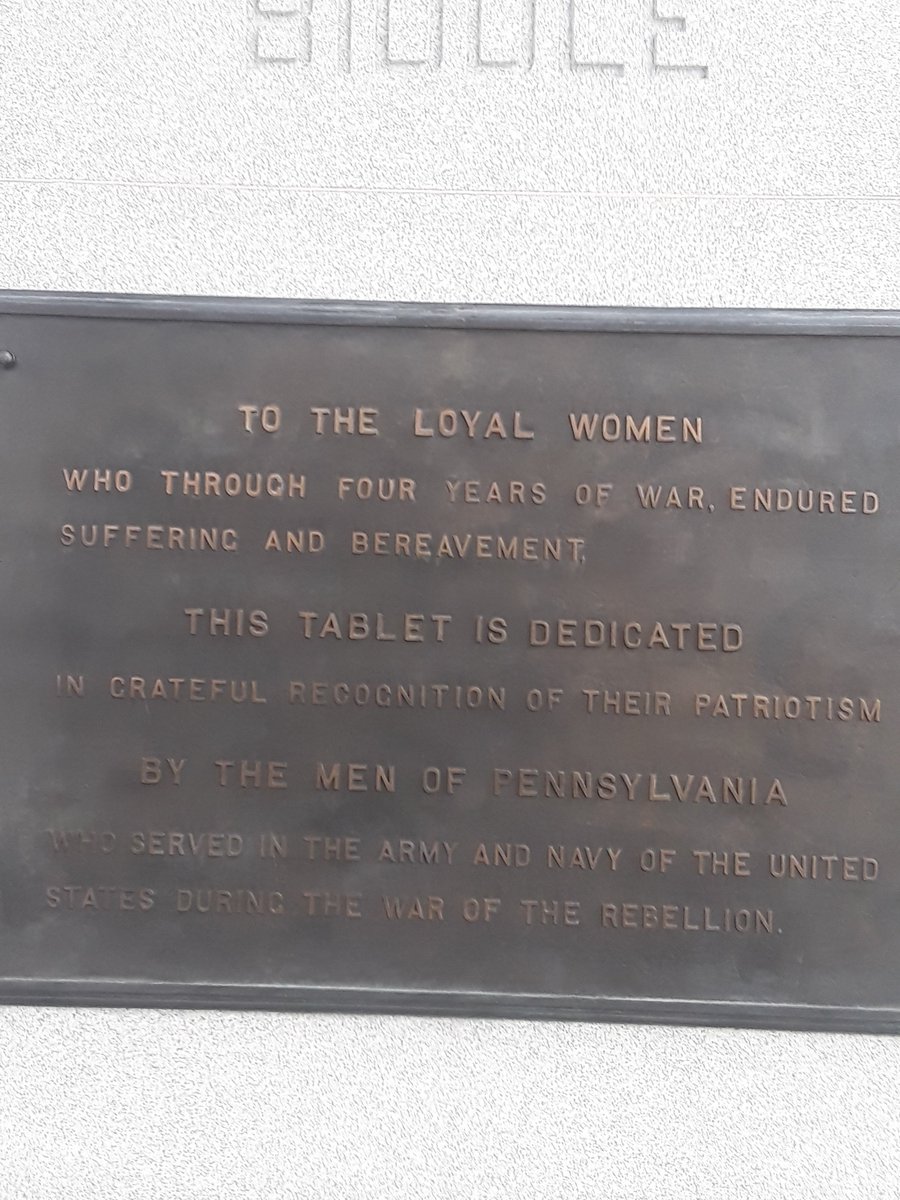 BIDDLE
TO THE LOYAL WOMEN
WHO THROUGH FOUR YEARS OF WAR, ENDURED
SUFFERING AND BEREAVEMENT,
THIS TABLET IS DEDICATED
IN GRATEFUL RECOGNITION OF THEIR PATRIOTISM
BY THE MEN OF PENNSYLVANIA
WHO SERVED IN THE ARMY AND NAVY OF THE UNITED
STATES DURING THE WAR OF THE REBELLION.